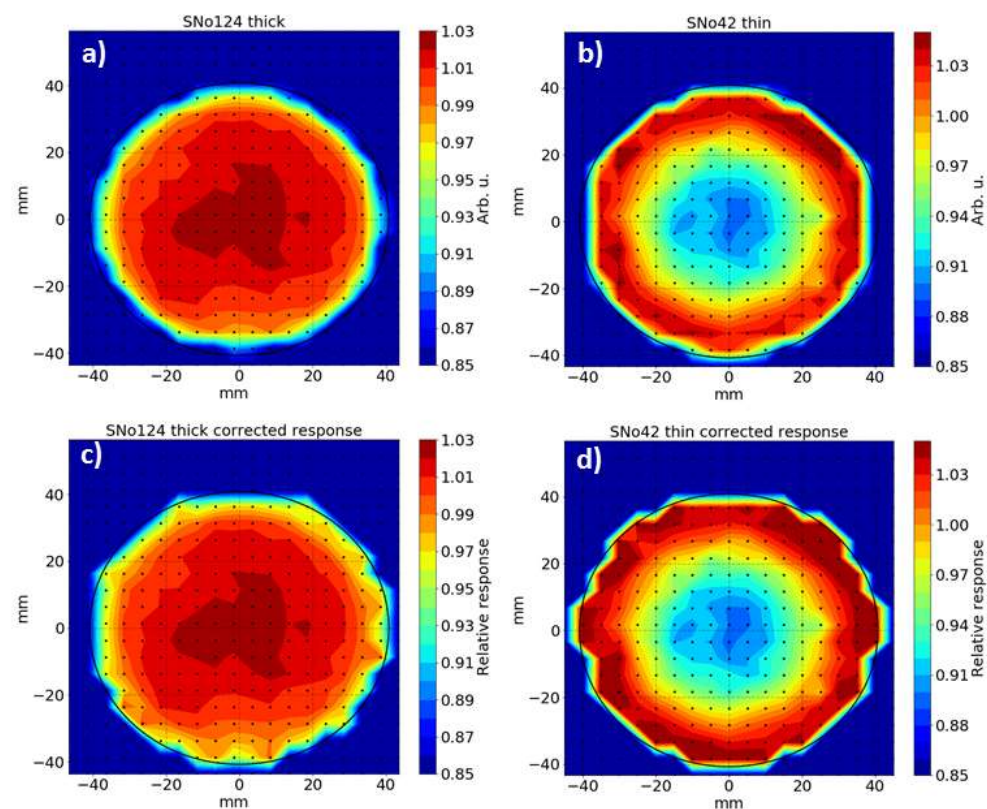 SNo124 thick
a)
40
20
0
−20
−40
mm
−40 −20 0 20 40
mm
1.03
1.01
0.99
0.97
0.95
0.93
0.91
0.89
0.87
0.85
Arb. u.
SNo42 thin
b)
40
20
0
−20
−40
mm
−40 −20 0 20 40
mm
1.03
1.00
0.97
0.94
0.91
0.88
0.85
Arb. u.
SNo124 thick corrected response
c)
40
20
0
−20
−40
mm
−40 −20 0 20 40
mm
1.03
1.01
0.99
0.97
0.95
0.93
0.91
0.89
0.87
0.85
Relative response
SNo42 thin corrected response
d)
40
20
0
−20
−40
mm
−40 −20 0 20 40
mm
1.03
1.00
0.97
0.94
0.91
0.88
0.85
Relative response